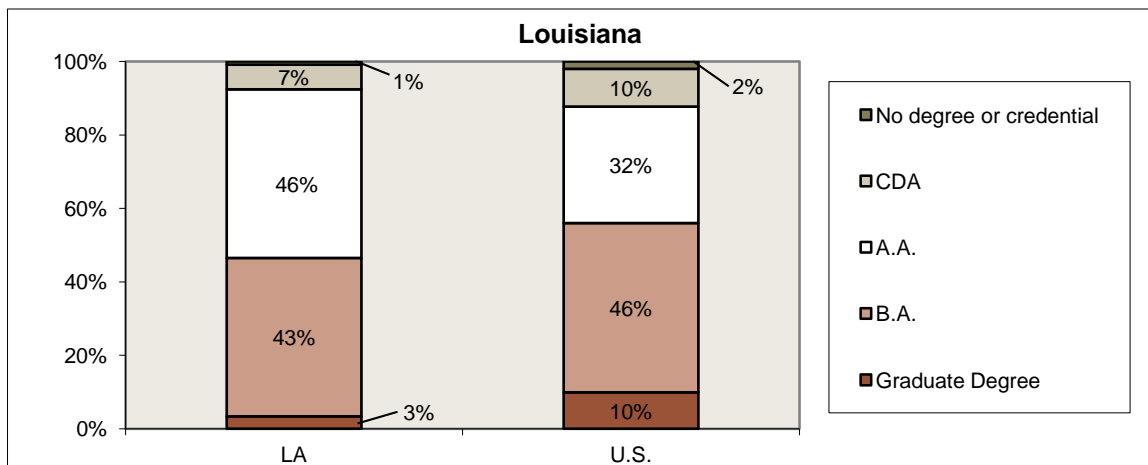 Louisiana
100%
80%
60%
40%
20%
0%
7%
1%
46%
43%
3%
10%
2%
32%
46%
10%
LA
U.S.
No degree or credential
CDA
A.A.
B.A.
Graduate Degree